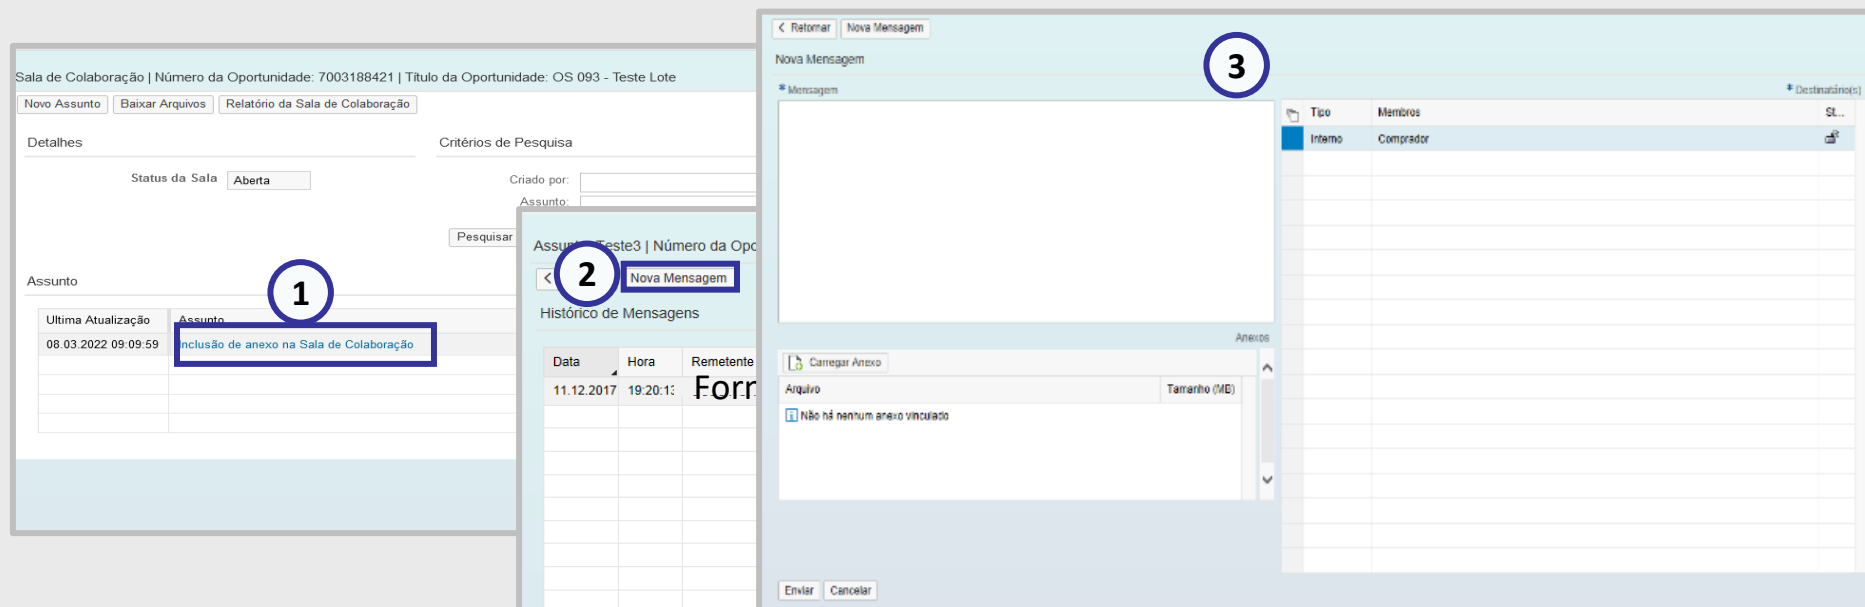 Sala de Colaboração | Número da Oportunidade: 7003188421 | Título da Oportunidade: OS 093 - Teste Lote
Novo Assunto Baixar Arquivos Relatório da Sala de Colaboração
Detalhes
Critérios de Pesquisa
Status da Sala Aberta
Criado por:
Assunto:
Pesquisar
Assunto
1
Ultima Atualização Assunto
08.03.2022 09:09:59 Inclusão de anexo na Sala de Colaboração
Teste3 | Número da Opo
2
Nova Mensagem
Histórico de Mensagens
Data Hora Remetente
11.12.2017 19:20:13 Forn
Retornar Nova Mensagem
Nova Mensagem
3
* Mensagem
* Destinatário(s)
Tipo Membros St...
Interno Comprador
Anexos
Carregar Anexo
Arquivo Tamanho (MB)
Não há nenhum anexo vinculado
Enviar Cancelar